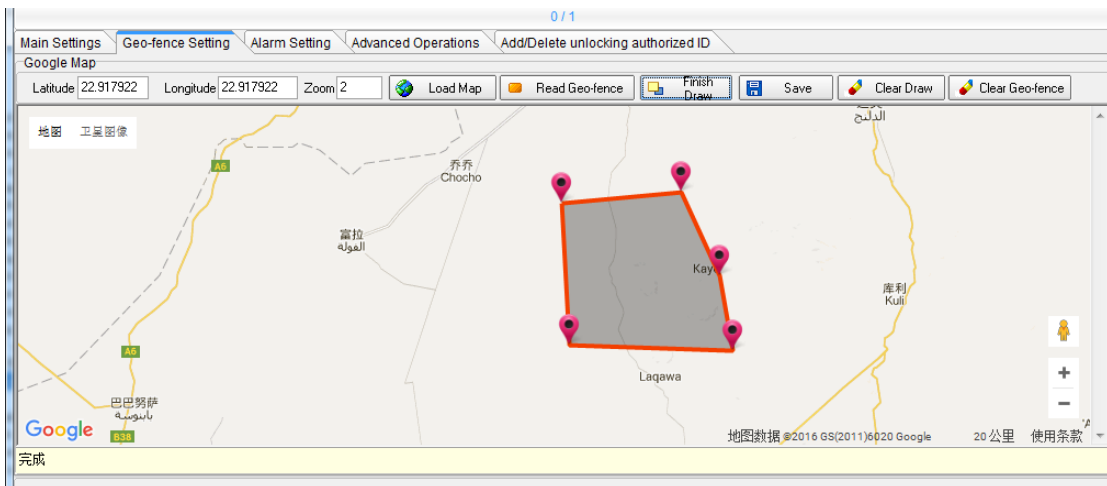 0 / 1
Main Settings Geo-fence Setting Alarm Setting Advanced Operations Add/Delete unlocking authorized ID
Google Map
Latitude 22.917922 Longitude 22.917922 Zoom 2 Load Map Read Geo-fence Finish Draw Save Clear Draw Clear Geo-fence
الدلنج
地图 卫星图像
A6
乔乔
Chocho
富拉
الفولة
Kay
库利
Kuli
A6
Laqawa
巴巴努萨
بابنوسة
Google
B38
地图数据 ©2016 GS(2011)6020 Google 20 公里 使用条款
完成